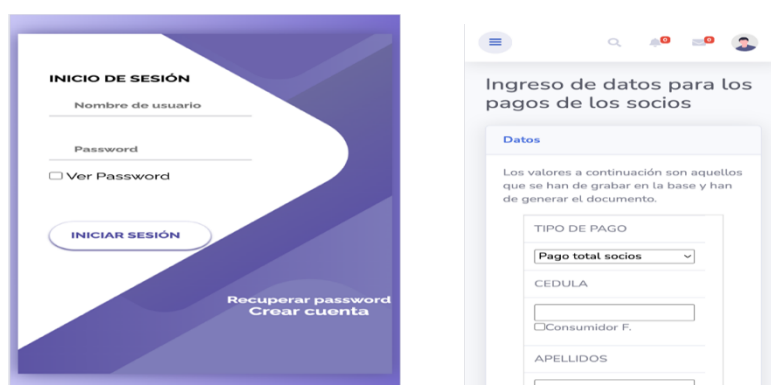 INICIO DE SESIÓN
Nombre de usuario
Password
Ver Password
INICIAR SESIÓN
Recuperar password
Crear cuenta
0
0
Ingreso de datos para los
pagos de los socios
Datos
Los valores a continuación son aquellos
que se han de grabar en la base y han
de generar el documento.
TIPO DE PAGO
Pago total socios
CEDULA
Consumidor F.
APELLIDOS